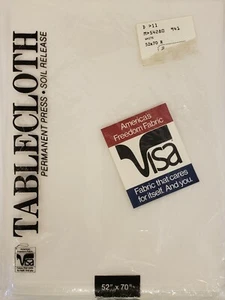 TABLECLOTH
PERMANENT PRESS • SOIL RELEASE
America's
Freedom Fabric
Visa
Fabric that cares
for itself. And you.
52" x 70"